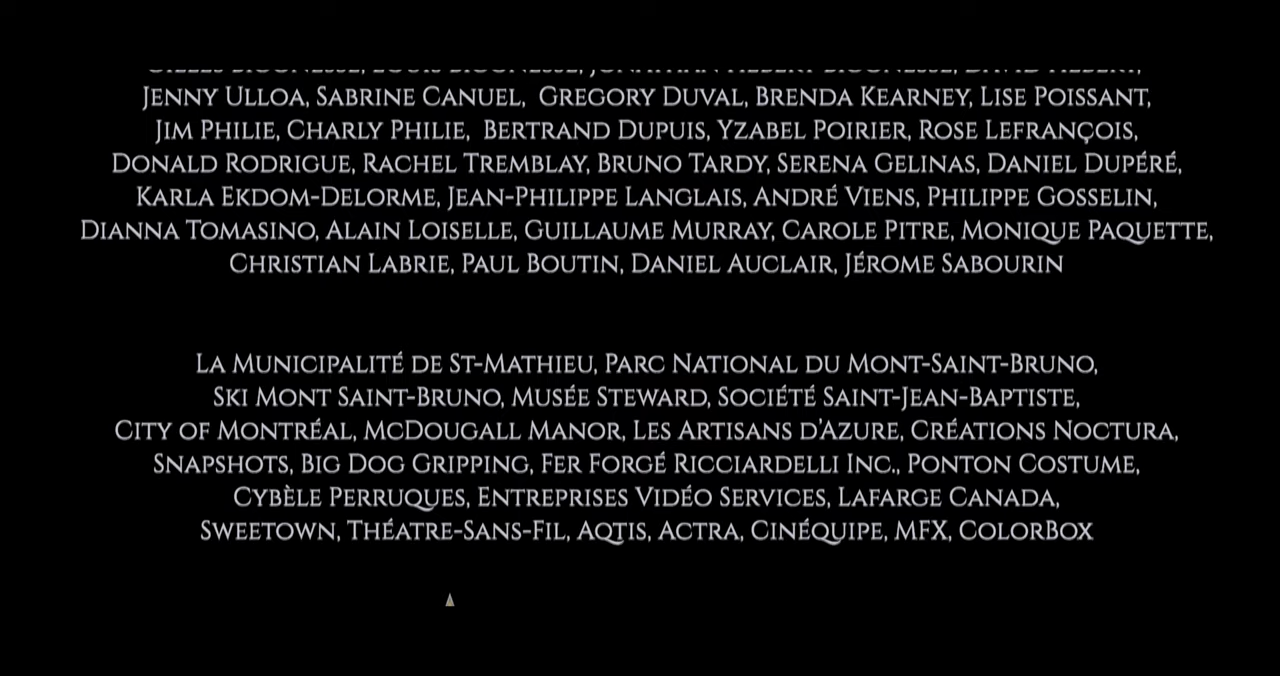 Jenny Ulloa, Sabrine Canuel, Gregory Duval, Brenda Kearney, Lise Poissant,
Jim Philie, Charly Philie, Bertrand Dupuis, Yzabel Poirier, Rose Lefrançois,
Donald Rodrigue, Rachel Tremblay, Bruno Tardy, Serena Gelinas, Daniel Dupéré,
Karla Ekdom-Delorme, Jean-Philippe Langlais, André Viens, Philippe Gosselin,
Dianna Tomasino, Alain Loiselle, Guillaume Murray, Carole Pitre, Monique Paquette,
Christian Labrie, Paul Boutin, Daniel Auclair, Jérome Sabourin
La Municipalité de St-Mathieu, Parc National du Mont-Saint-Bruno,
Ski Mont Saint-Bruno, Musée Steward, Société Saint-Jean-Baptiste,
City of Montréal, McDougall Manor, Les Artisans d'Azure, Créations Noctura,
Snapshots, Big Dog Gripping, Fer Forgé Ricciardelli Inc., Ponton Costume,
Cybèle Perruques, Entreprises Vidéo Services, Lafarge Canada,
Sweetown, Théatre-Sans-Fil, Aqtis, Actra, Cinéquipe, MFX, ColorBox